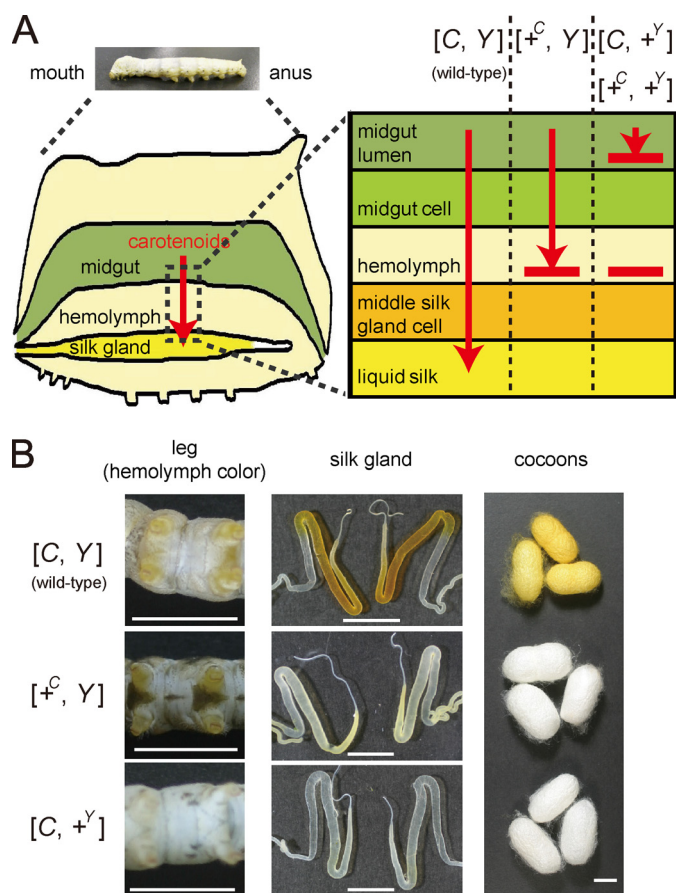 A
mouth
anus
[C, Y]
(wild-type)
[+C, Y]
[C, +Y]
[+C, +Y]
carotenoids
midgut
hemolymph
silk gland
midgut
lumen
midgut cell
hemolymph
middle silk
gland cell
liquid silk
B
leg
(hemolymph color)
silk gland
cocoons
[C, Y]
(wild-type)
[+C, Y]
[C, +Y]